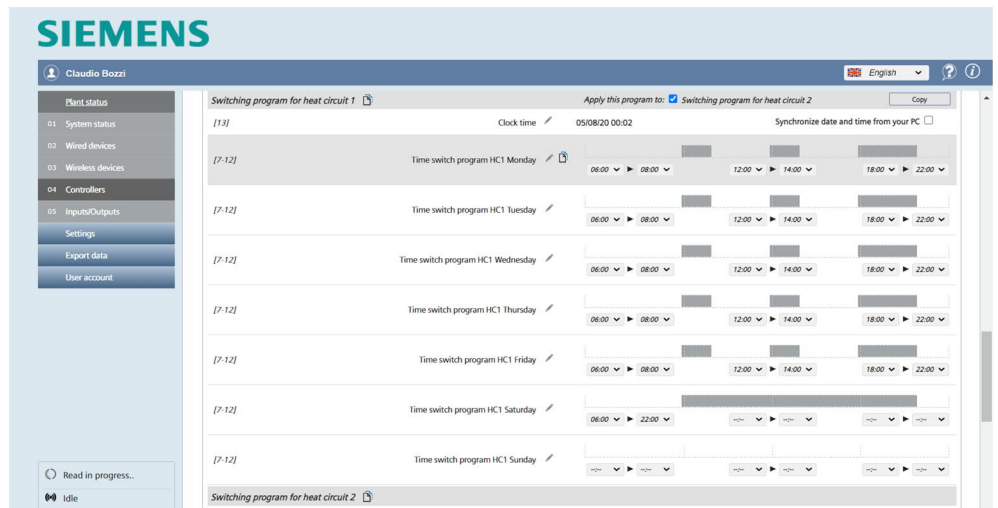 SIEMENS
Claudio Bozzi
English
Plant status
01 System status
02 Wired devices
03 Wireless devices
04 Controllers
05 Inputs/Outputs
Settings
Export data
User account
Read in progress..
Idle
Switching program for heat circuit 1 Apply this program to: Switching program for heat circuit 2 Copy
[13] Clock time 05/08/20 00:02 Synchronize date and time from your PC
[7-12] Time switch program HC1 Monday
06:00 08:00 12:00 14:00 18:00 22:00
[7-12] Time switch program HC1 Tuesday
06:00 08:00 12:00 14:00 18:00 22:00
[7-12] Time switch program HC1 Wednesday
06:00 08:00 12:00 14:00 18:00 22:00
[7-12] Time switch program HC1 Thursday
06:00 08:00 12:00 14:00 18:00 22:00
[7-12] Time switch program HC1 Friday
06:00 08:00 12:00 14:00 18:00 22:00
[7-12] Time switch program HC1 Saturday
06:00 22:00 --:-- --:-- --:-- --:--
[7-12] Time switch program HC1 Sunday
--:-- --:-- --:-- --:-- --:-- --:--
Switching program for heat circuit 2